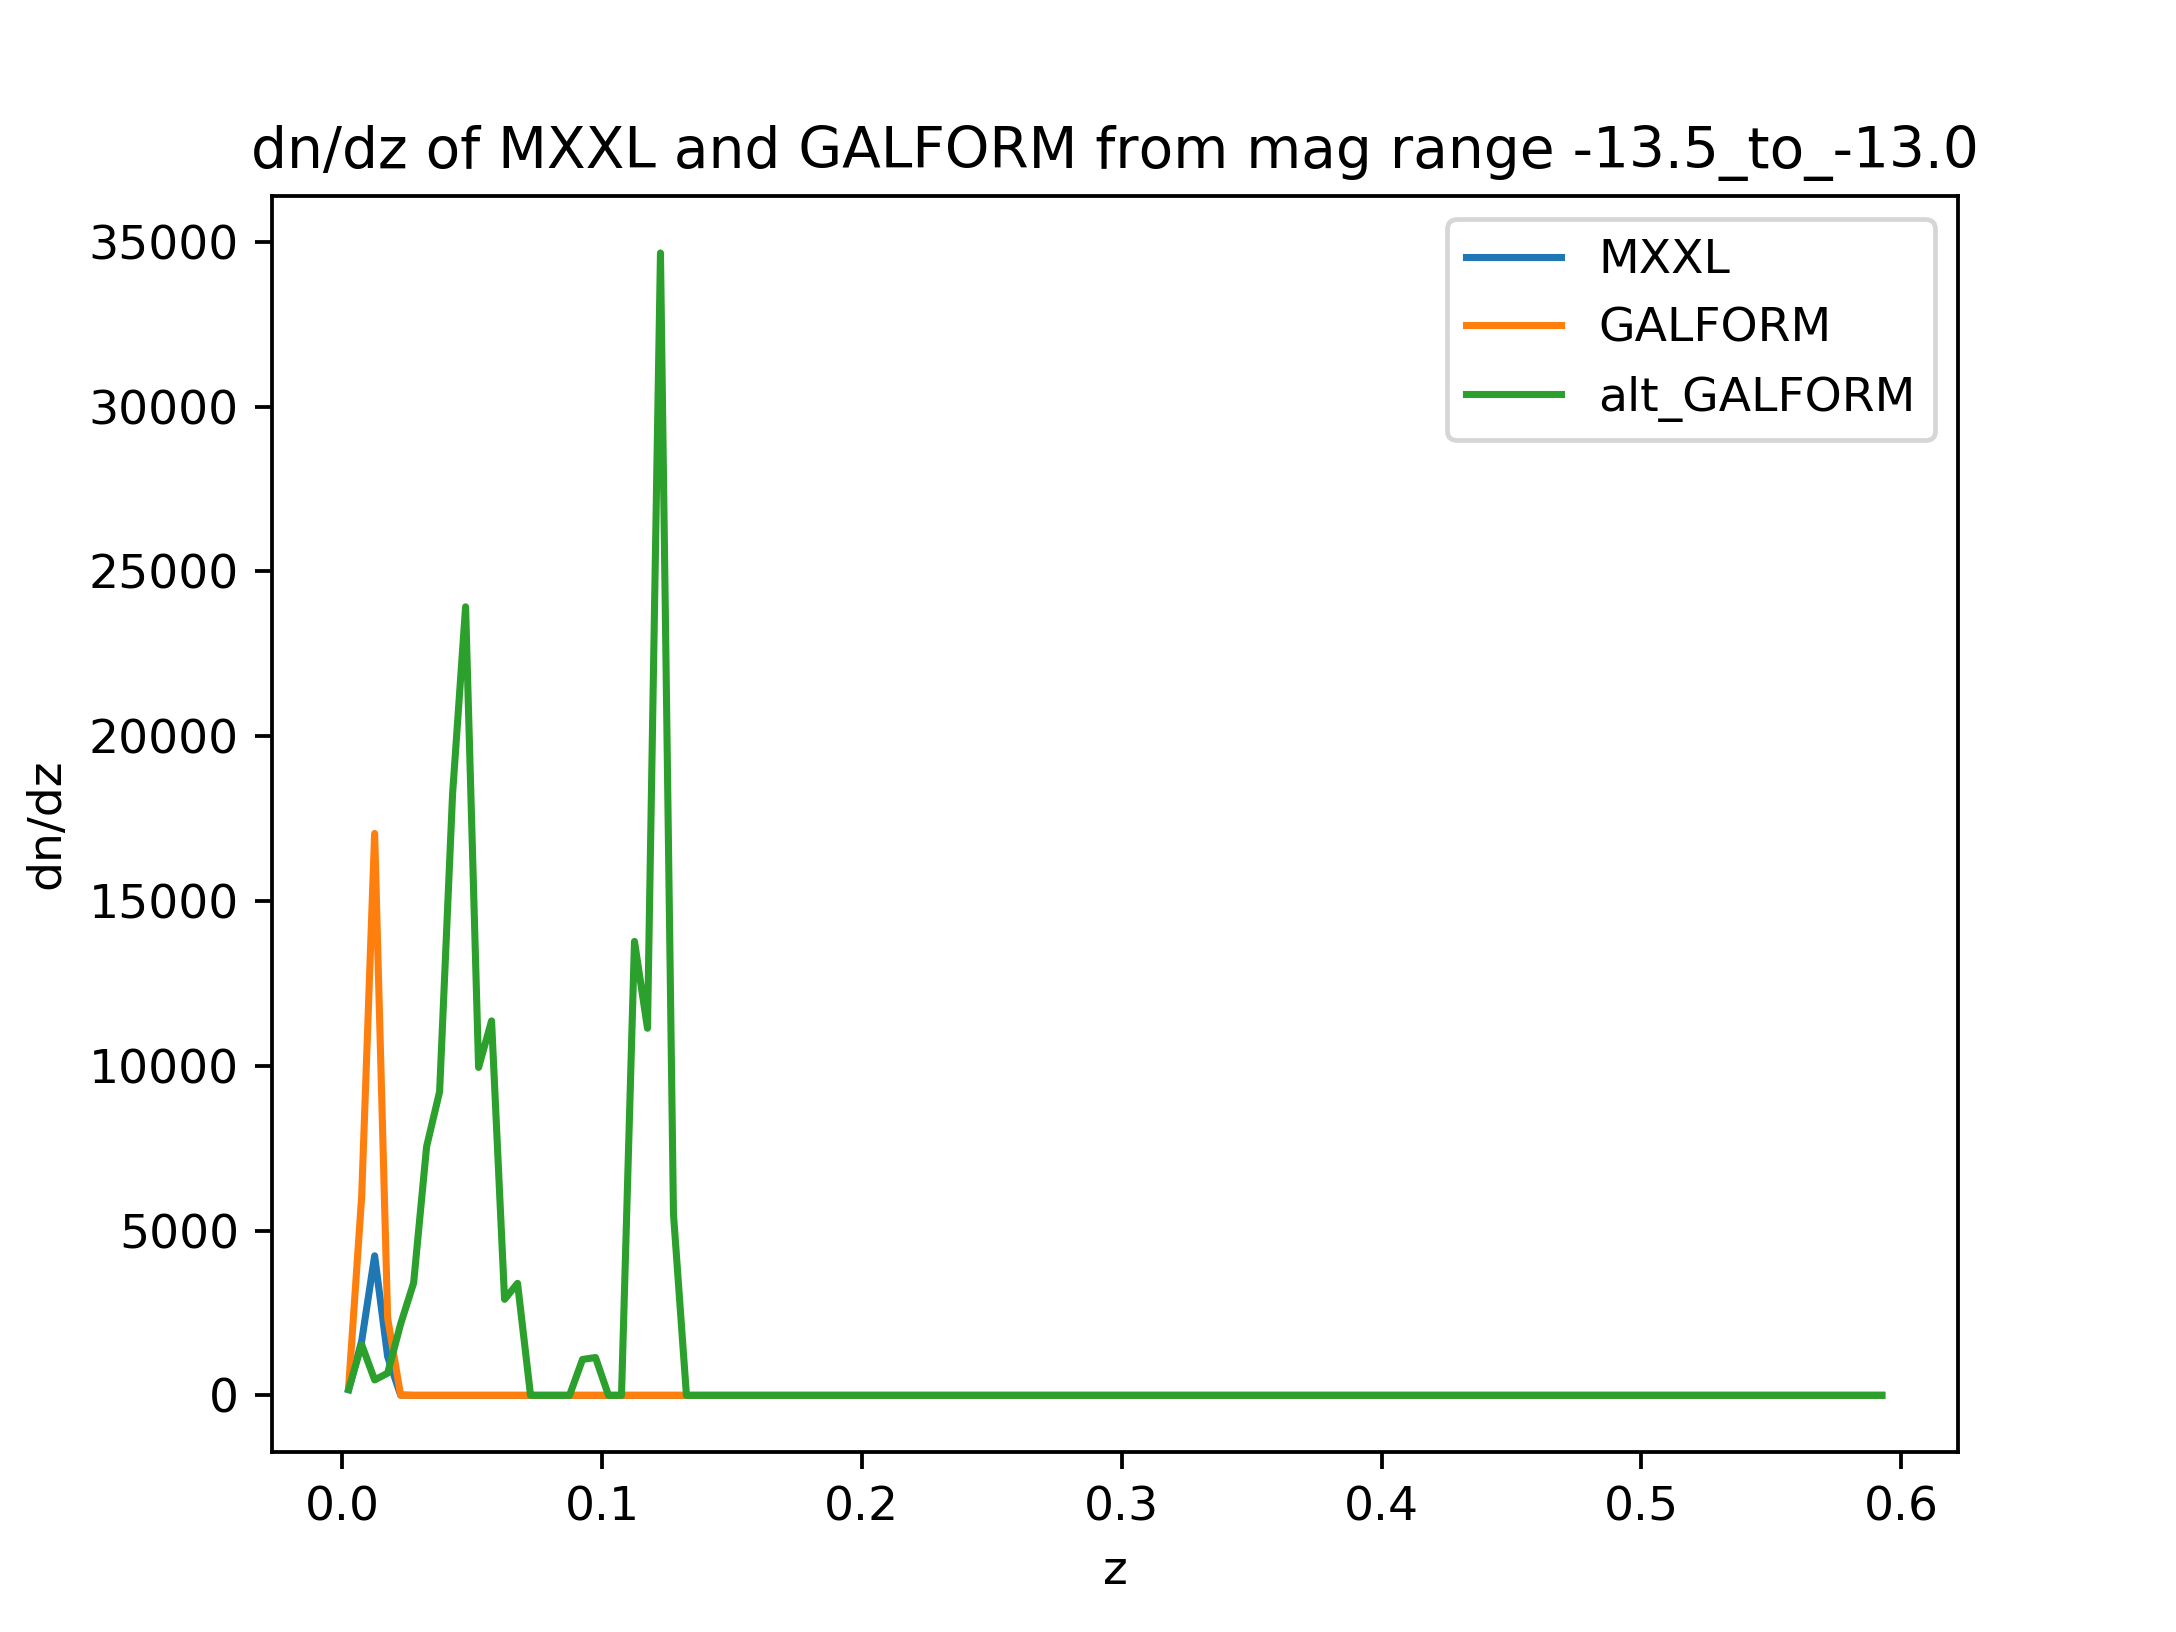 dn/dz of MXXL and GALFORM from mag range -13.5_to_-13.0
MXXL
GALFORM
alt_GALFORM
35000
30000
25000
20000
15000
10000
5000
0
dn/dz
0.0 0.1 0.2 0.3 0.4 0.5 0.6
z